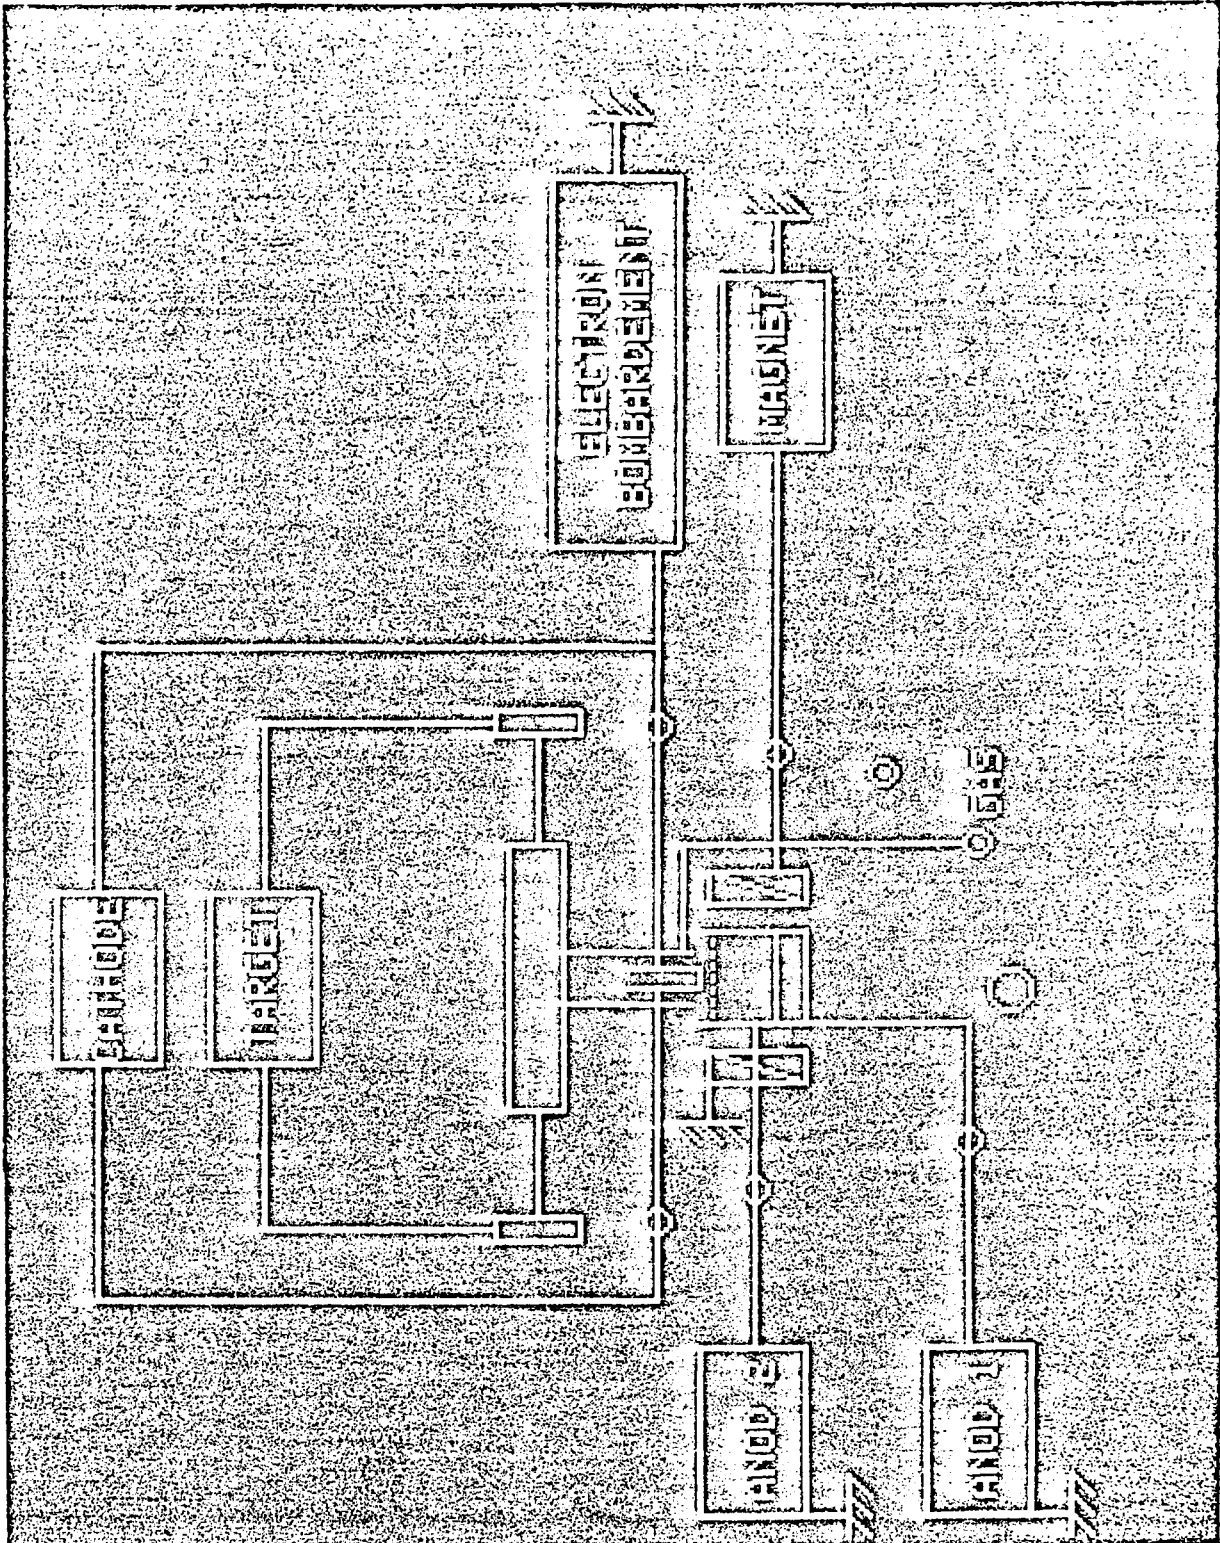 ELECTRON
BOMBARDEMENT
MAGNET
GAS
CATHODE
TARGET
ANOD 2
ANOD 1